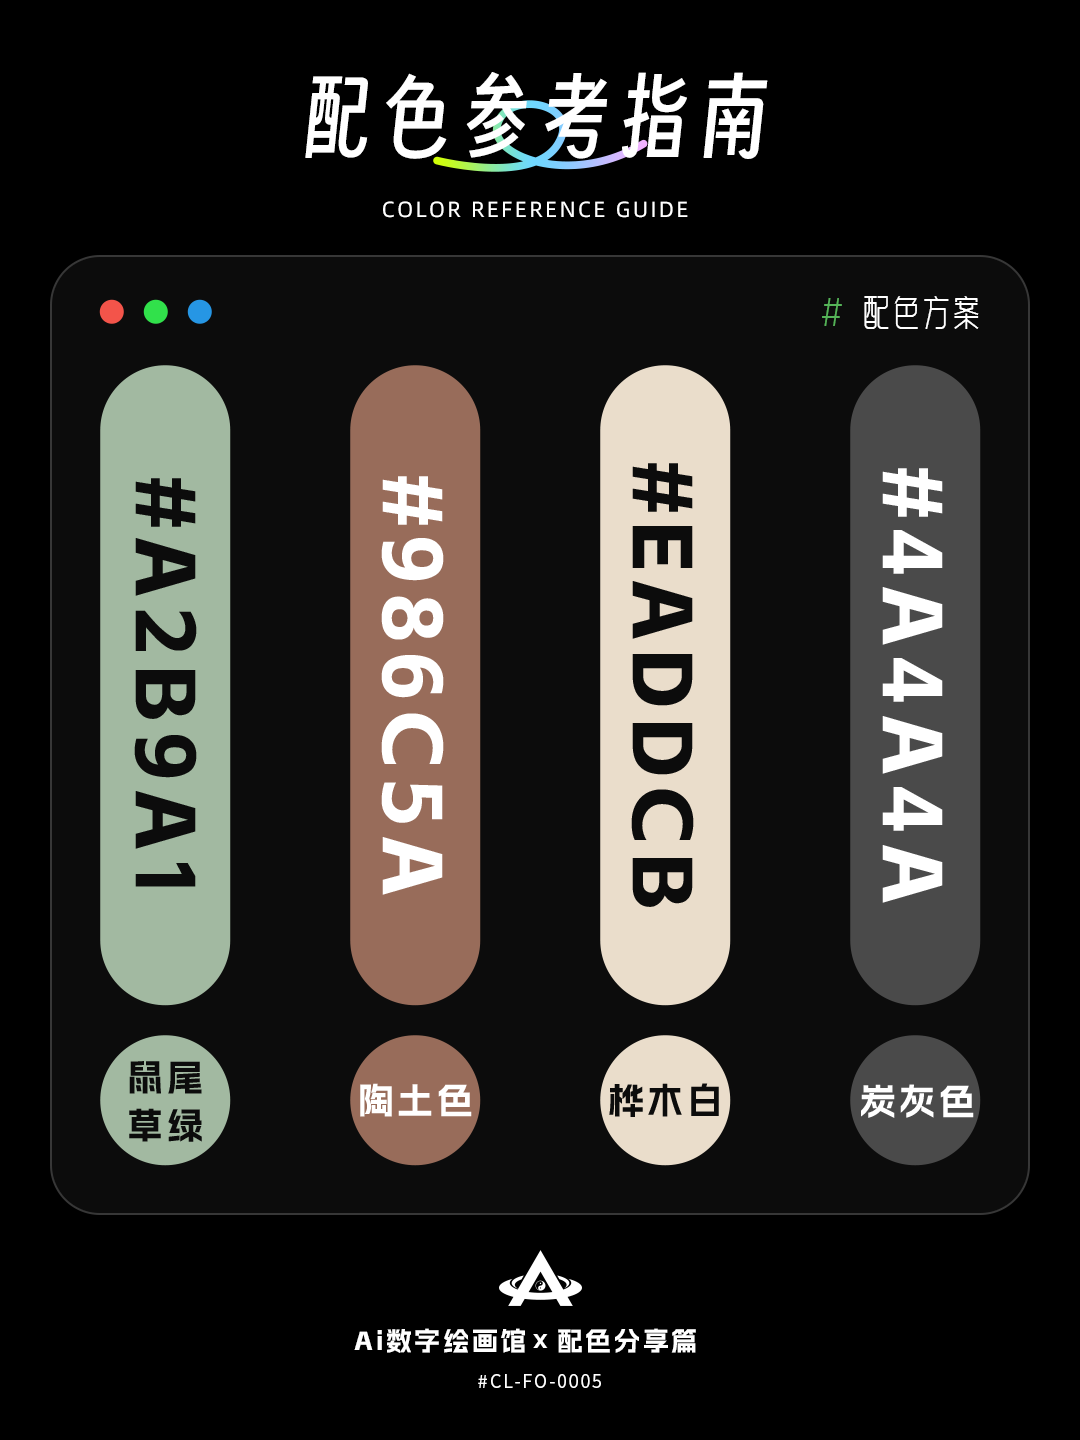 配色参考指南
COLOR REFERENCE GUIDE
# 配色方案
#A2B9A1
#986C5A
#EADDCB
#4A4A4A
鼠尾
草绿
陶土色
桦木白
炭灰色
Ai数字绘画馆 x 配色分享篇
#CL-FO-0005